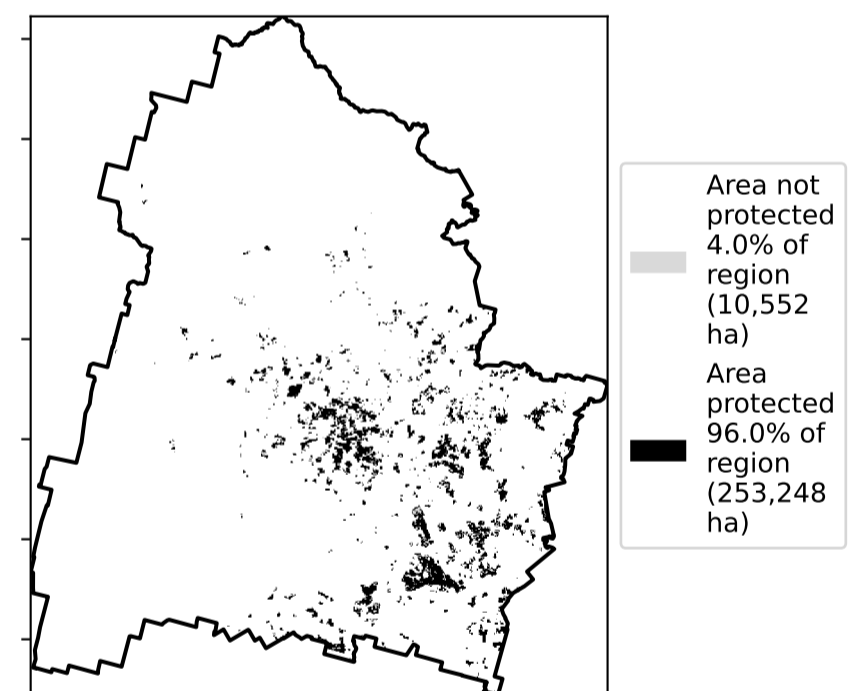 Area not
protected
4.0% of
region
(10,552
ha)
Area
protected
96.0% of
region
(253,248
ha)